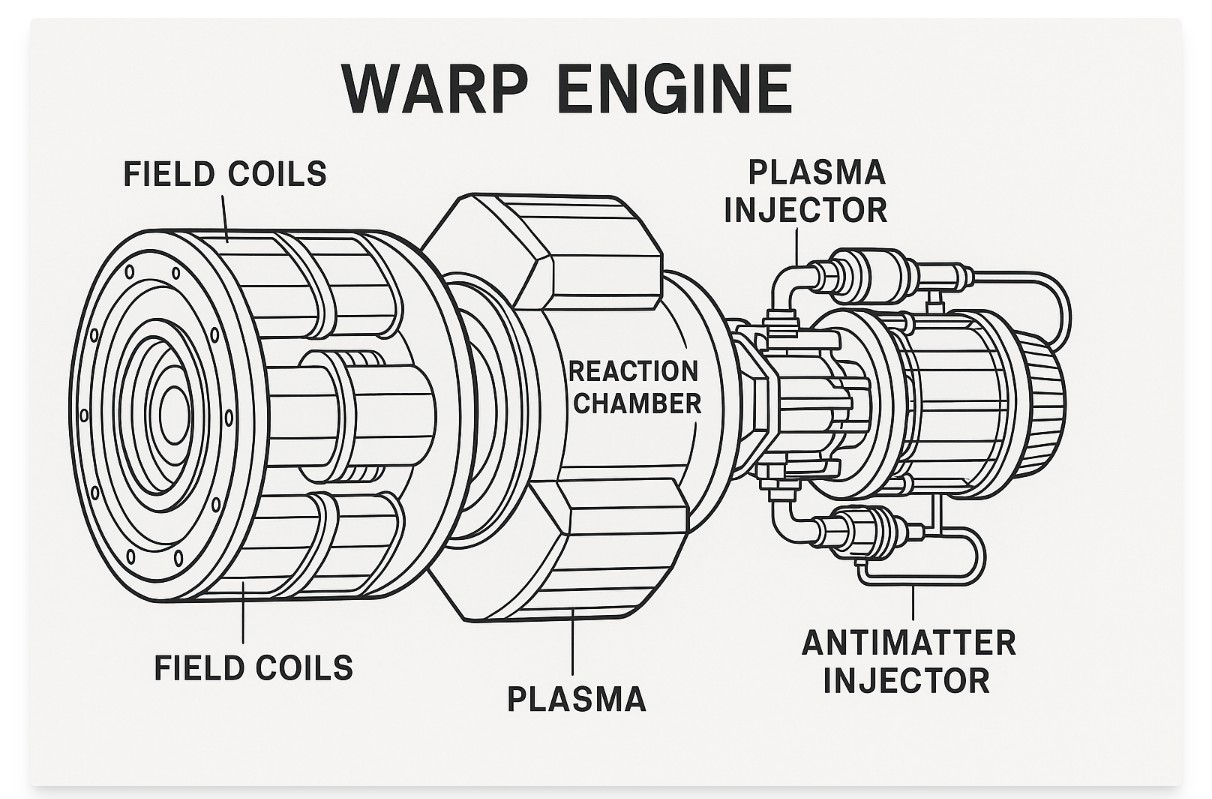 WARP ENGINE
FIELD COILS
PLASMA
INJECTOR
REACTION
CHAMBER
FIELD COILS
PLASMA
ANTIMATTER
INJECTOR